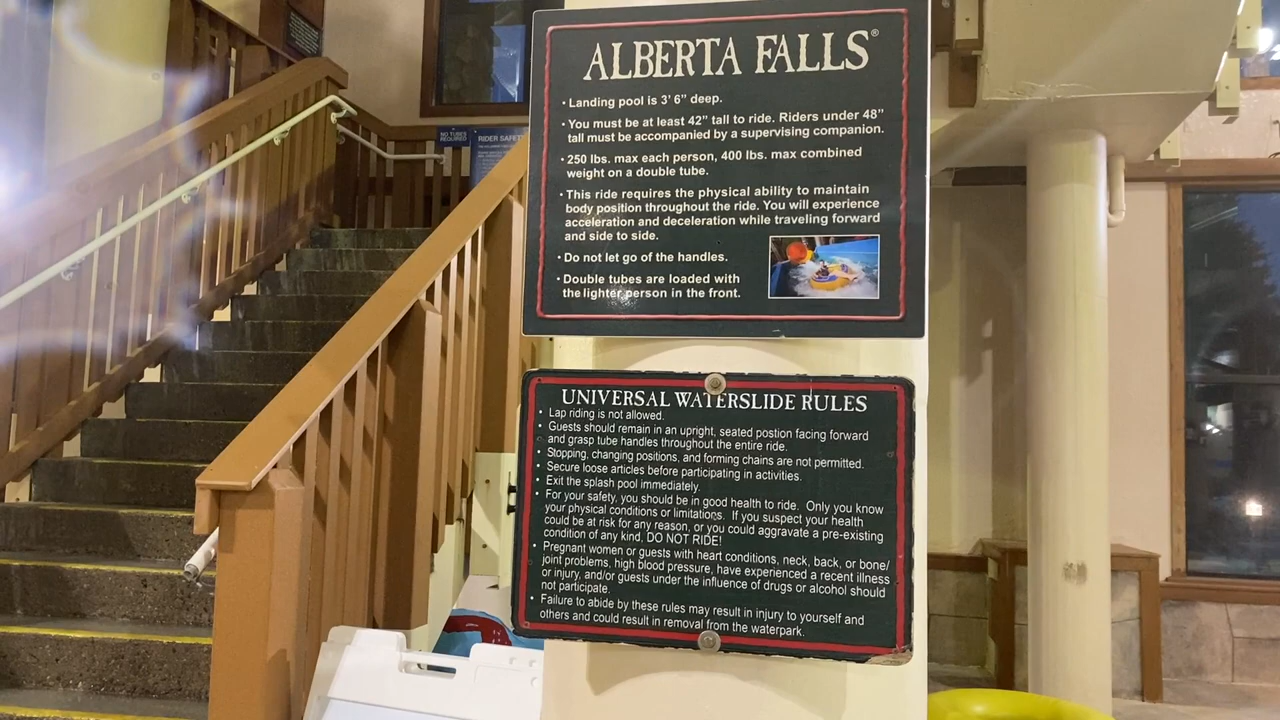 ALBERTA FALLS®
• Landing pool is 3' 6" deep.
• You must be at least 42" tall to ride. Riders under 48"
tall must be accompanied by a supervising companion.
• 250 lbs. max each person, 400 lbs. max combined
weight on a double tube.
• This ride requires the physical ability to maintain
body position throughout the ride. You will experience
acceleration and deceleration while traveling forward
and side to side.
• Do not let go of the handles.
• Double tubes are loaded with
the lighter person in the front.
NO TUBES
REQUIRED
RIDER SAFET
UNIVERSAL WATERSLIDE RULES
• Lap riding is not allowed.
• Guests should remain in an upright, seated postion facing forward
and grasp tube handles throughout the entire ride.
• Stopping, changing positions, and forming chains are not permitted.
• Secure loose articles before participating in activities.
• Exit the splash pool immediately.
• For your safety, you should be in good health to ride. Only you know
your physical conditions or limitations. If you suspect your health
could be at risk for any reason, or you could aggravate a pre-existing
condition of any kind, DO NOT RIDE!
• Pregnant women or guests with heart conditions, neck, back, or bone/
joint problems, high blood pressure, have experienced a recent illness
or injury, and/or guests under the influence of drugs or alcohol should
not participate.
• Failure to abide by these rules may result in injury to yourself and
others and could result in removal from the waterpark.